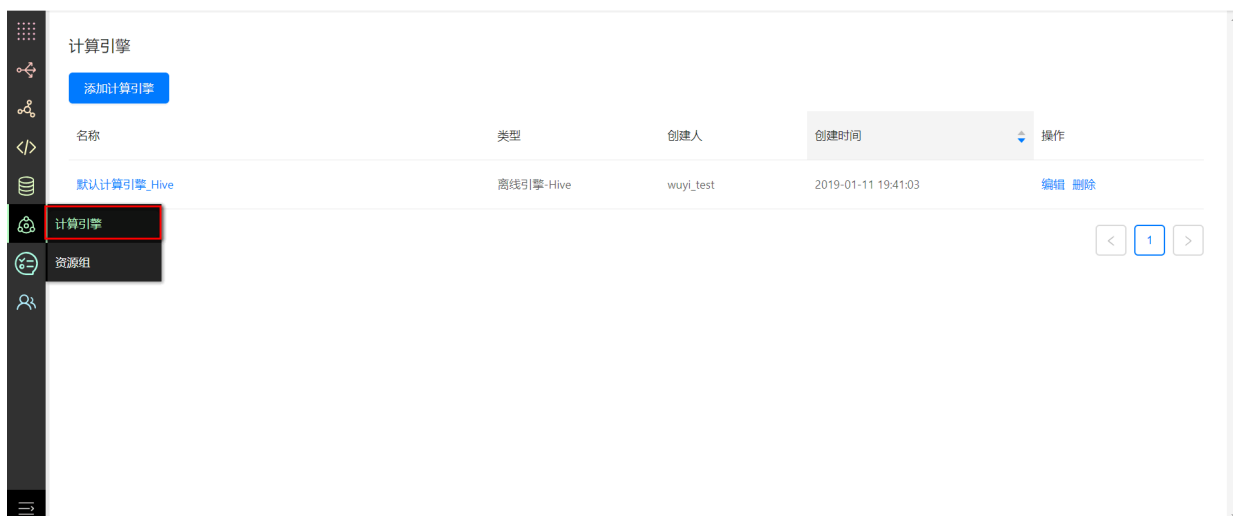 计算引擎
添加计算引擎
名称 类型 创建人 创建时间 操作
默认计算引擎_Hive 离线引擎-Hive wuyi_test 2019-01-11 19:41:03 编辑 删除
计算引擎
< 1 >
资源组